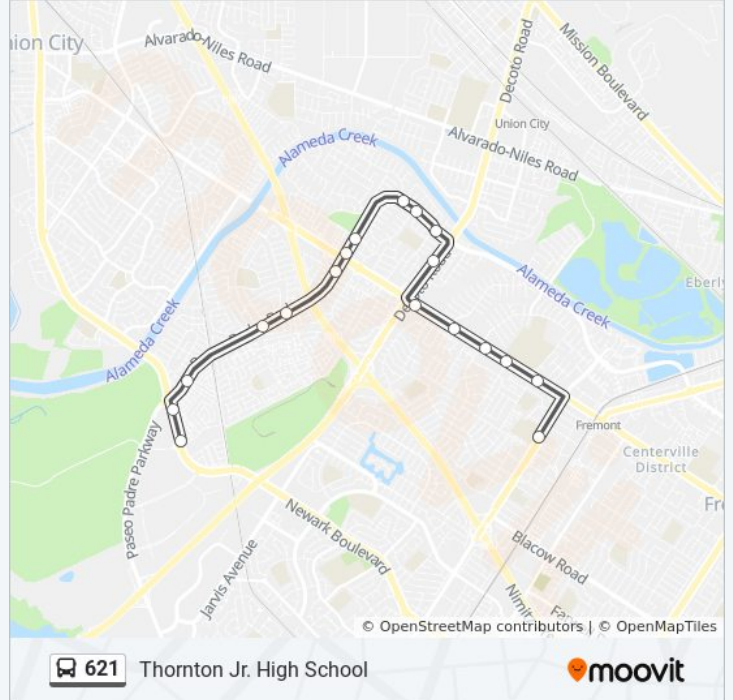 nion City
Alvarado-Niles Road
Decoto Road
Mission Boulevard
Union City
Alvarado-Niles Road
Alameda Creek
Alameda Creek
Eberly
Alameda Creek
Fremont
Centerville
District
Fre
Paseo Padre Parkway
Newark Boulevard
Jarvis Avenue
Blacow Road
© OpenStreetMap contributors | © OpenMapTiles
621 Thornton Jr. High School
moovit